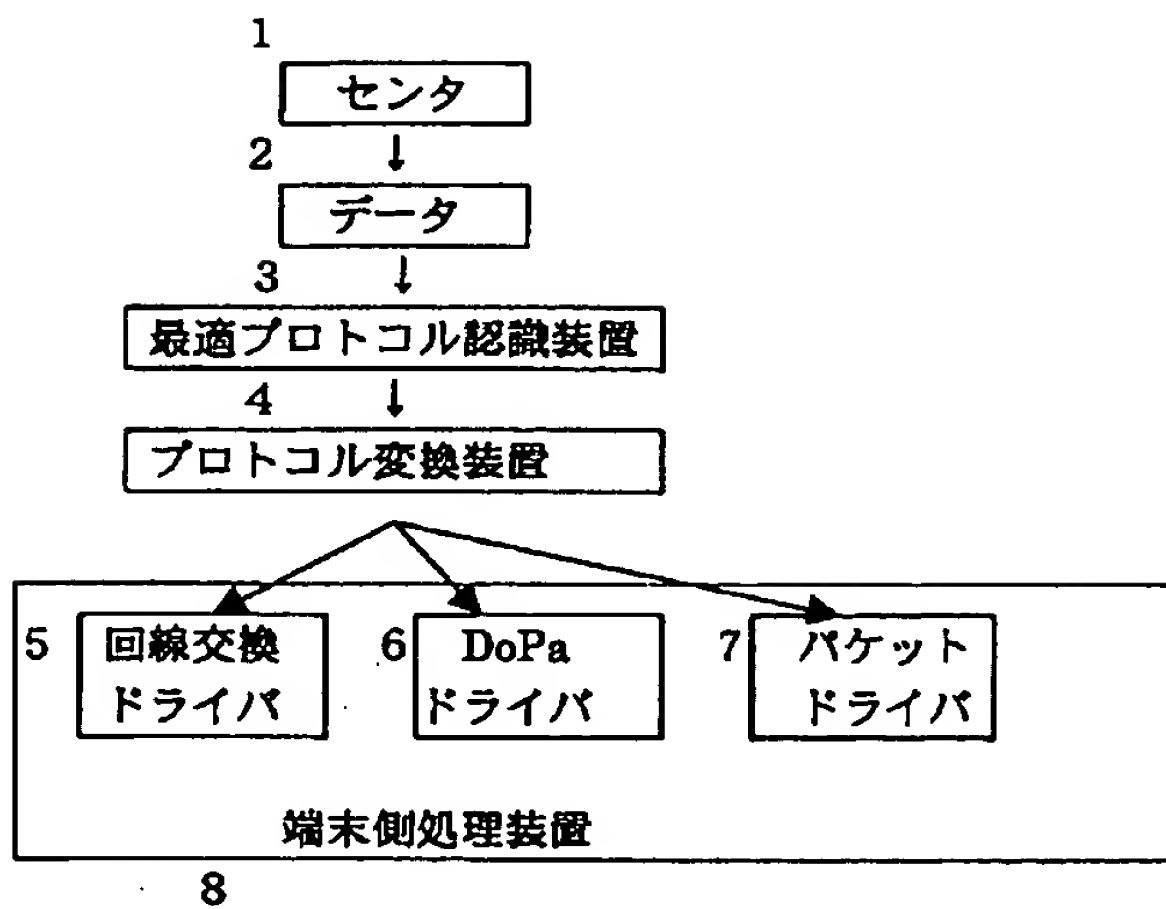 1
センタ
2 ↓
データ
3 ↓
最適プロトコル認識装置
4 ↓
プロトコル変換装置
5 回線交換 6 DoPa 7 パケット
ドライバ ドライバ ドライバ
端末側処理装置
8